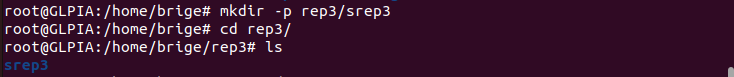 root@GLPIA:/home/brige# mkdir -p rep3/srep3
root@GLPIA:/home/brige# cd rep3/
root@GLPIA:/home/brige/rep3# ls
srep3